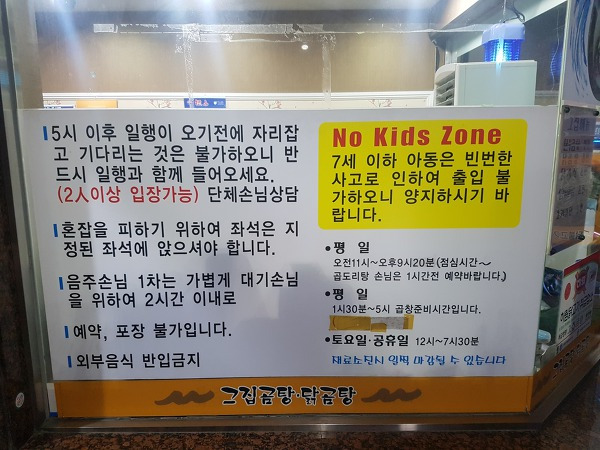 5시 이후 일행이 오기전에 자리잡
고 기다리는 것은 불가하오니 반
드시 일행과 함께 들어오세요.
(2人이상 입장가능) 단체손님상담
혼잡을 피하기 위하여 좌석은 지
정된 좌석에 앉으셔야 합니다.
음주손님 1차는 가볍게 대기손님
을 위하여 2시간 이내로
예약, 포장 불가입니다.
외부음식 반입금지
No Kids Zone
7세 이하 아동은 빈번한
사고로 인하여 출입 불
가하오니 양지하시기 바
랍니다.
•평 일
오전11시~오후9시20분(점심시간~
곰도리탕 손님은 1시간전 예약바랍니다.)
•평 일
1시30분~5시 곱창준비시간입니다.
•토요일·공휴일 12시~7시30분
재료소진시 일찍 마감될 수 있습니다
그집곰탕·닭곰탕